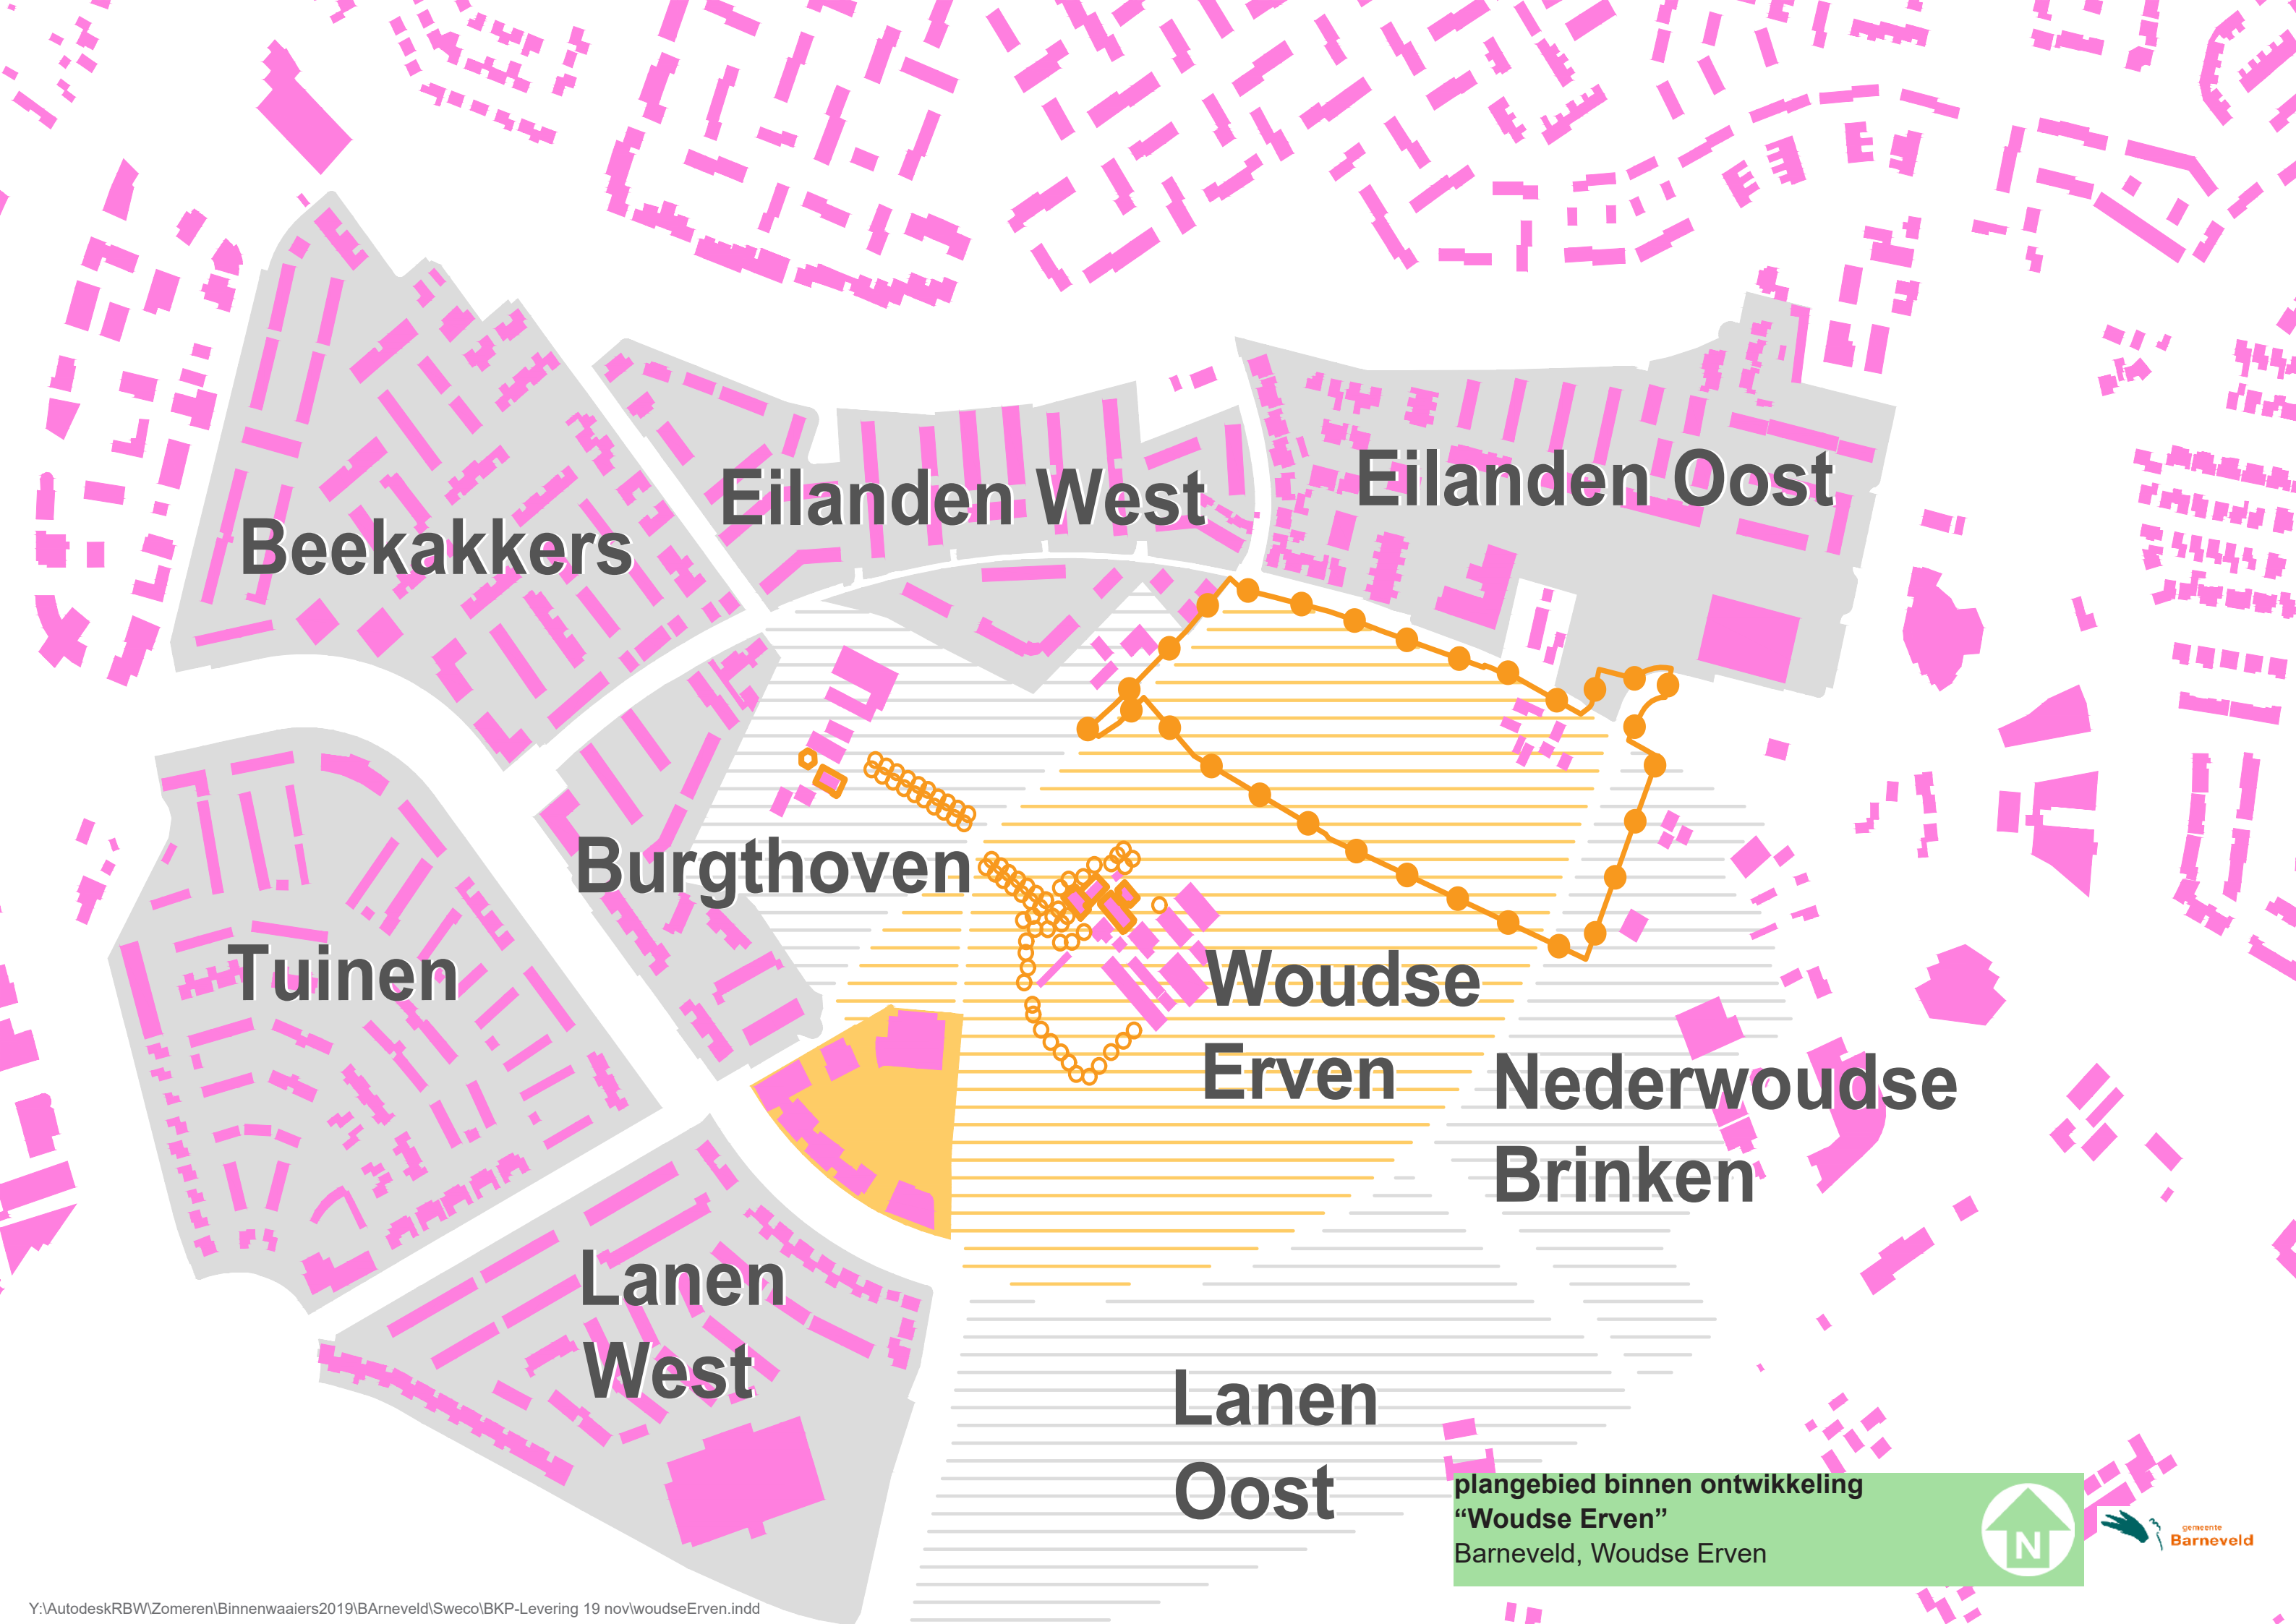 Eilanden West
Eilanden Oost
Beekakkers
Burgthoven
Tuinen
Woudse
Erven
Nederwoudse
Brinken
Lanen
West
Lanen
Oost
plangebied binnen ontwikkeling
“Woudse Erven”
Barneveld, Woudse Erven
N
gemeente
Barneveld
Y:\AutodeskRBW\Zomeren\Binnenwaaiers2019\BArneveld\Sweco\BKP-Levering 19 nov\woudseErven.indd